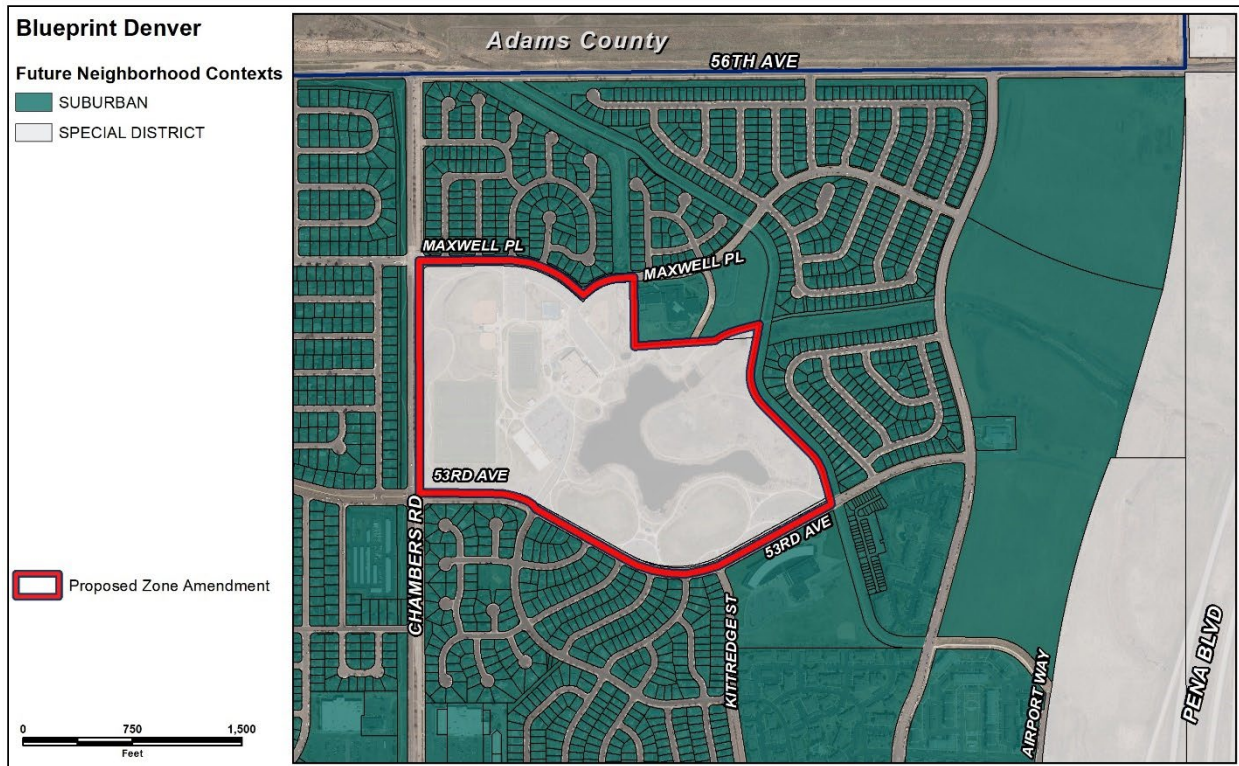 Blueprint Denver
Future Neighborhood Contexts
SUBURBAN
SPECIAL DISTRICT
Proposed Zone Amendment
0 750 1,500
Feet
Adams County
56TH AVE
MAXWELL PL
MAXWELL PL
53RD AVE
53RD AVE
CHAMBERS RD
KITTREDGE ST
AIRPORT WAY
PENA BLVD